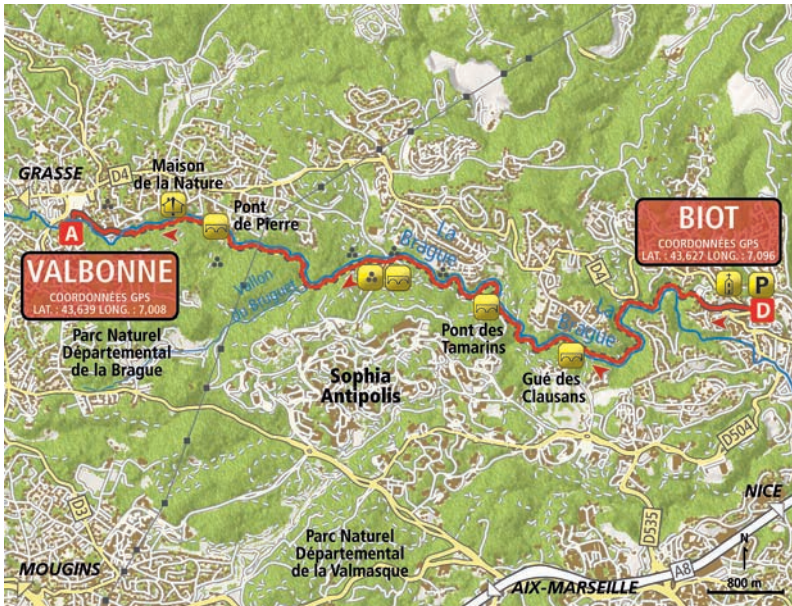 GRASSE
D4
Maison
de la Nature
Pont
de Pierre
A
VALBONNE
COORDONNÉES GPS
LAT. : 43,639 LONG. : 7,008
Parc Naturel
Départemental
de la Brague
Vallon
du Bruguet
La
Brague
BIOT
COORDONNÉES GPS
LAT. : 43,627 LONG. : 7,096
P
D
D4
La
Brague
Pont des
Tamarins
Gué des
Clausans
Sophia
Antipolis
D504
D3
D535
NICE
Parc Naturel
Départemental
de la Valmasque
MOUGINS
AIX-MARSEILLE
A8
N
800 m